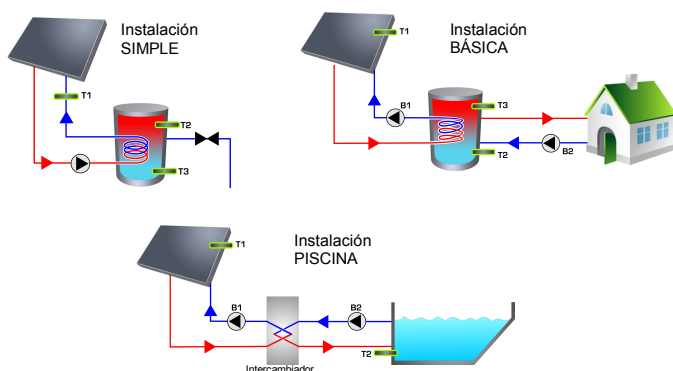 Instalación
SIMPLE
T1
T2
T3
Instalación
BÁSICA
T1
B1
T3
T2
B2
Instalación
PISCINA
T1
B1
B2
T2
Intercambiador